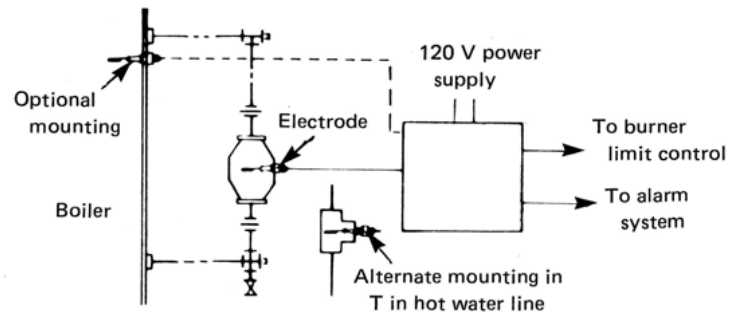 120 V power
supply
Optional
mounting
Electrode
To burner
limit control
Boiler
To alarm
system
Alternate mounting in
T in hot water line